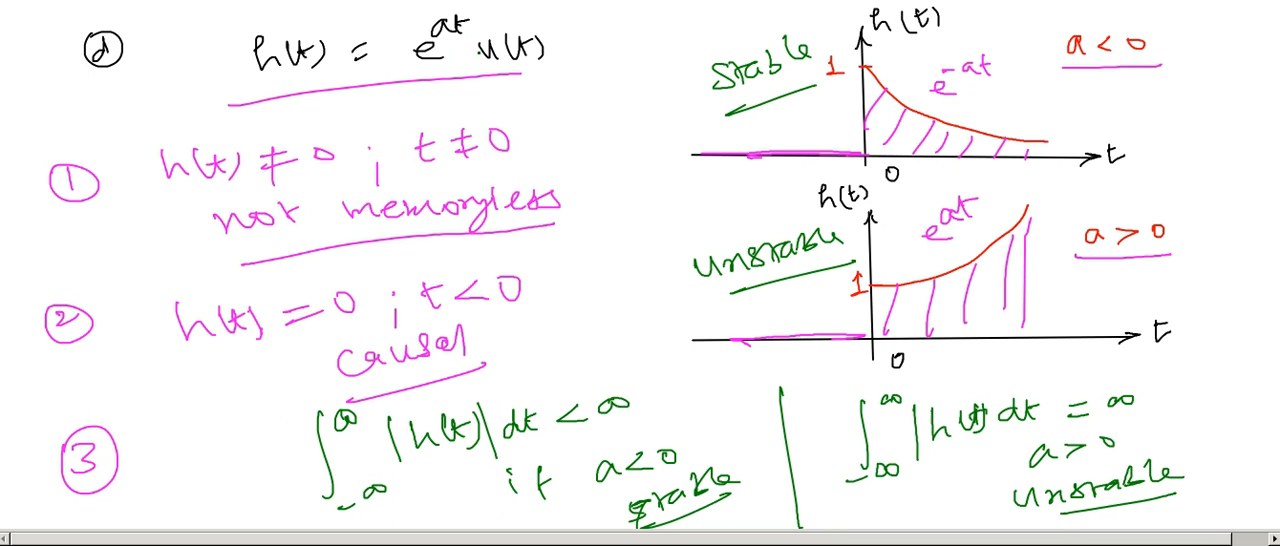 (d) h(t) = e^{at} .u(t)
(1) h(t) ≠ 0 ; t ≠ 0
not memoryless
(2) h(t) = 0 ; t < 0
causal
h(t)
stable
1
e^{-at}
a < 0
0
t
h(t)
unstable
1
e^{at}
a > 0
0
t
(3) ∫_{-∞}^{∞} |h(t)| dt < ∞
if a < 0
stable
∫_{-∞}^{∞} |h(t)| dt = ∞
a > 0
unstable